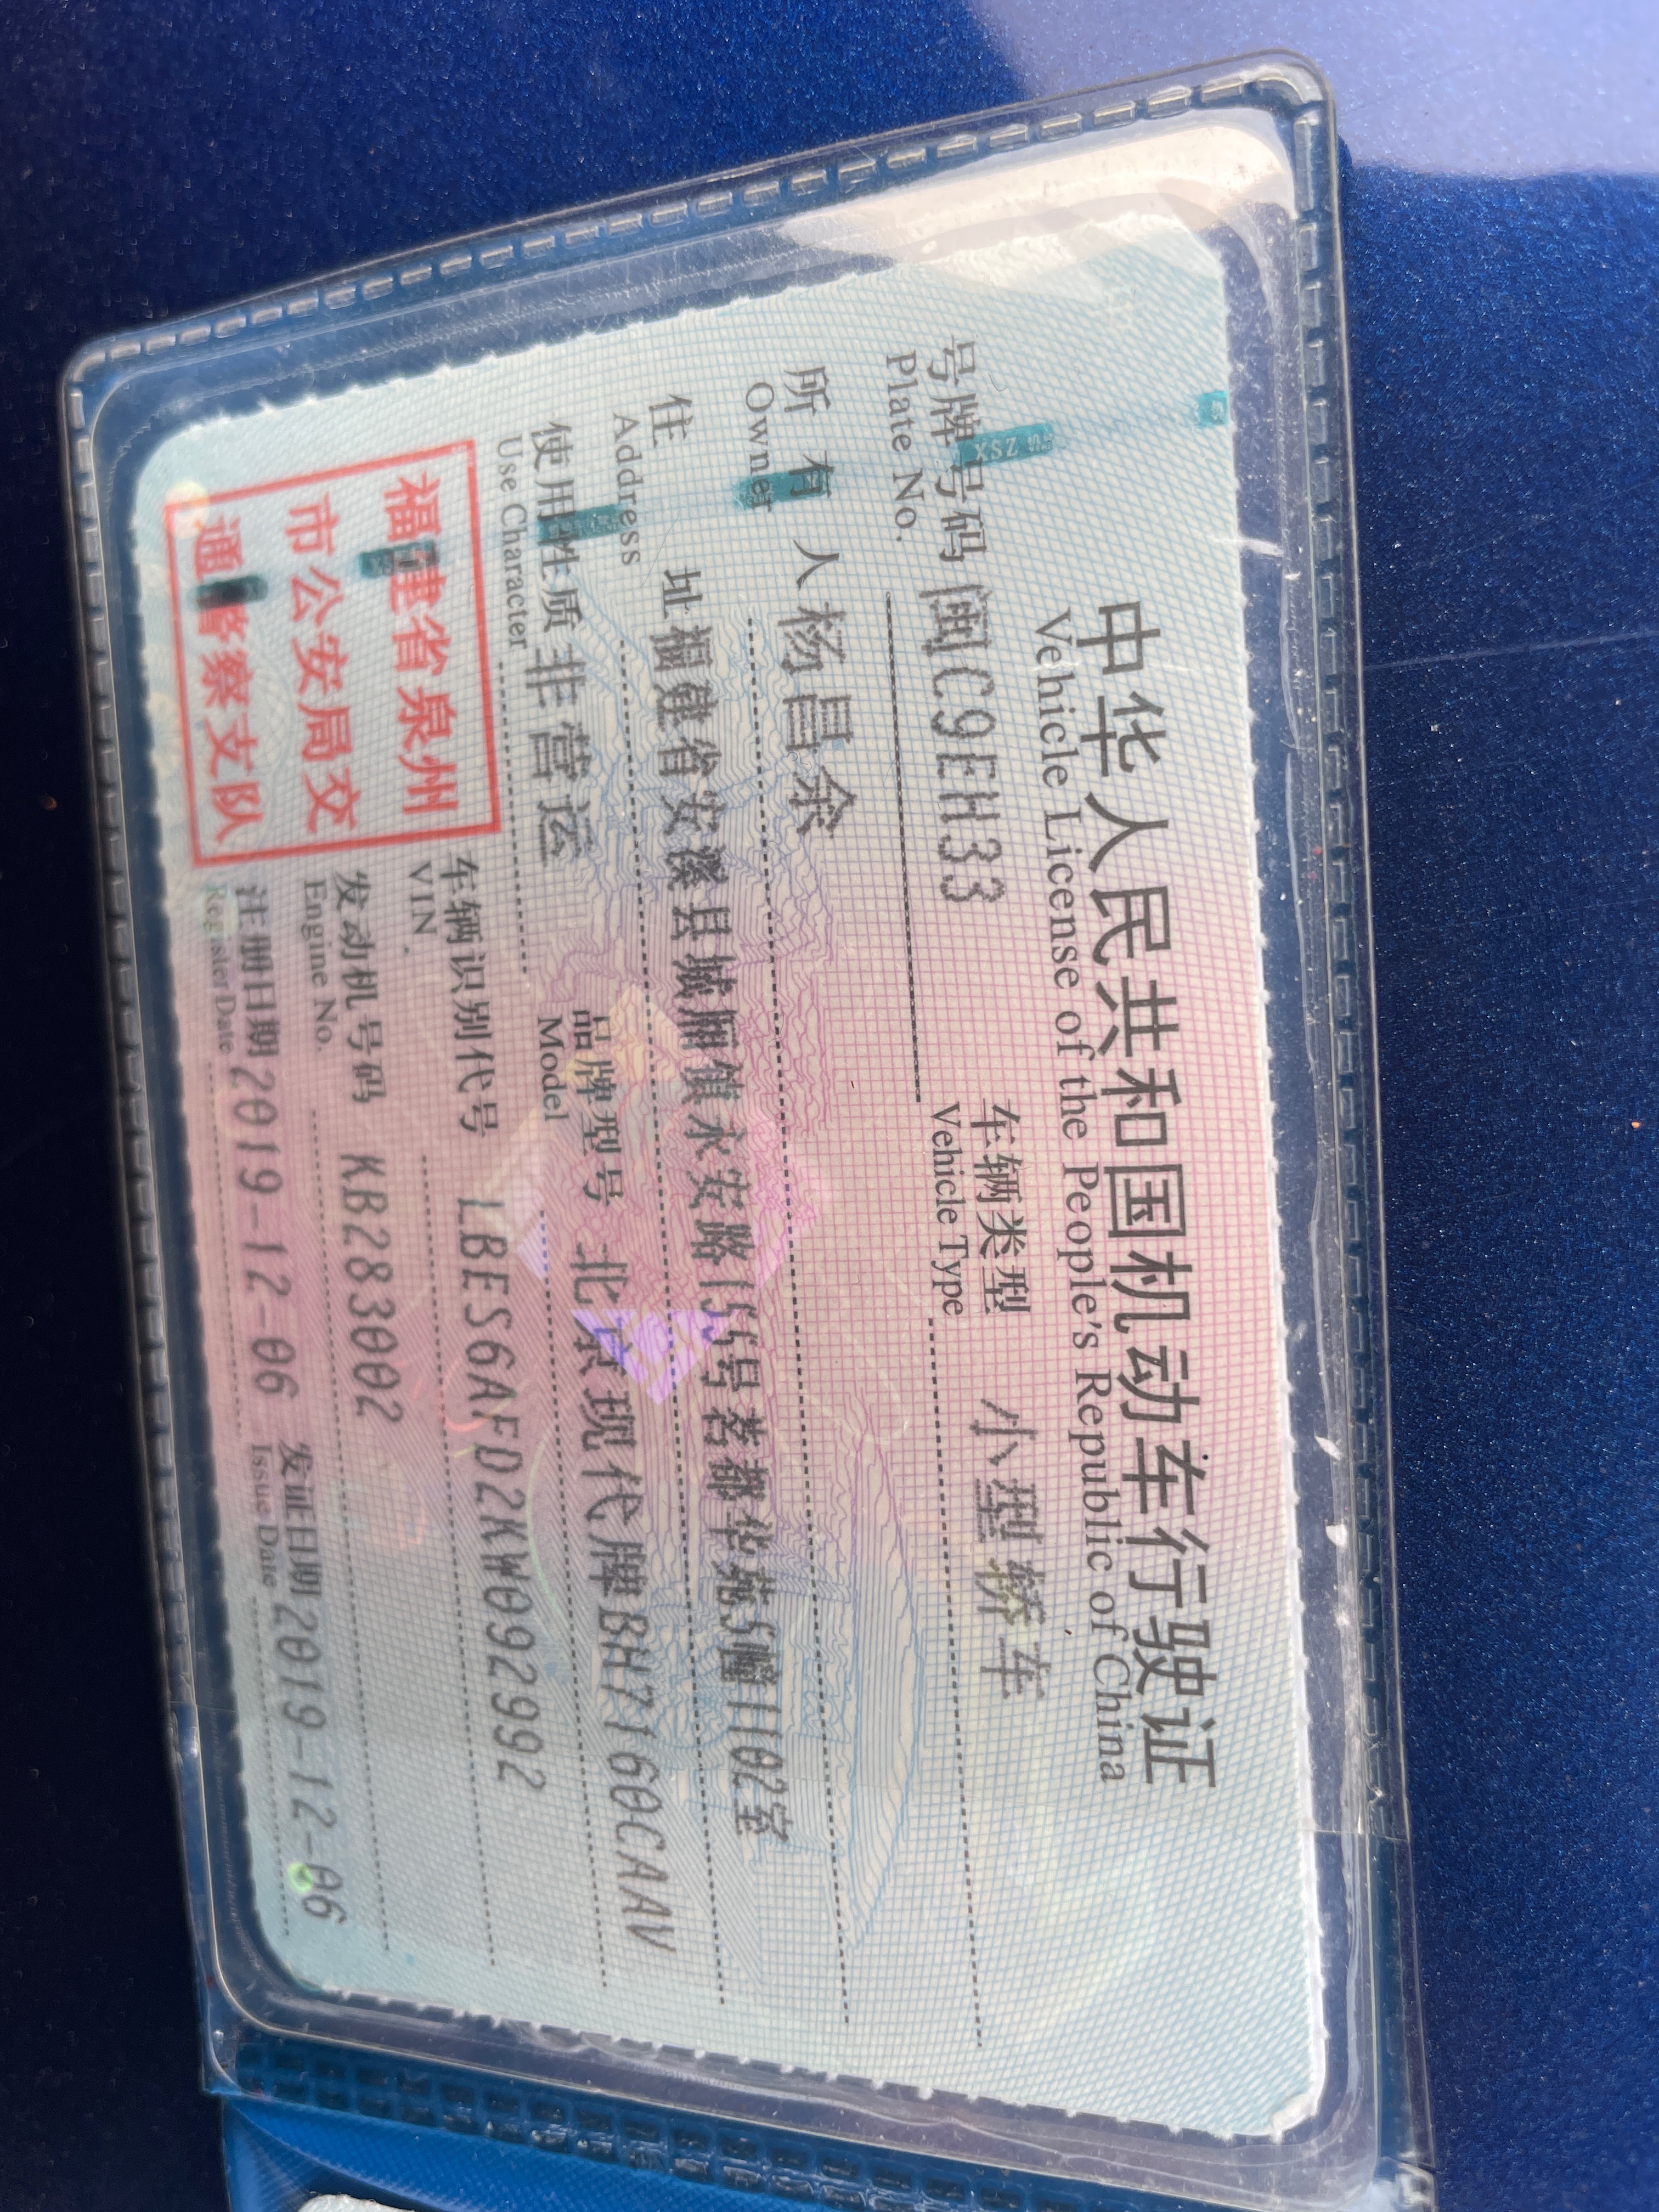 中华人民共和国机动车行驶证
Vehicle License of the People's Republic of China
号牌号码 闽C9EH33 车辆类型 小型轿车
Plate No. Vehicle Type
所有人 杨昌余
Owner
住址 福建省安溪县城厢镇永安路155号茗都华苑5幢1102室
Address
使用性质 非营运 品牌型号 北京现代牌BH7160CAAV
Use Character Model
福建省泉州
市公安局交
通警察支队
车辆识别代号 LBES6AFD2KW092992
VIN.
发动机号码 KB283002
Engine No.
注册日期 2019-12-06 发证日期 2019-12-06
Register Date Issue Date